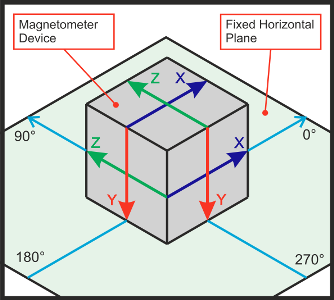 Magnetometer
Device
Fixed Horizontal
Plane
Z
X
90°
0°
Z
X
Y
Y
180°
270°